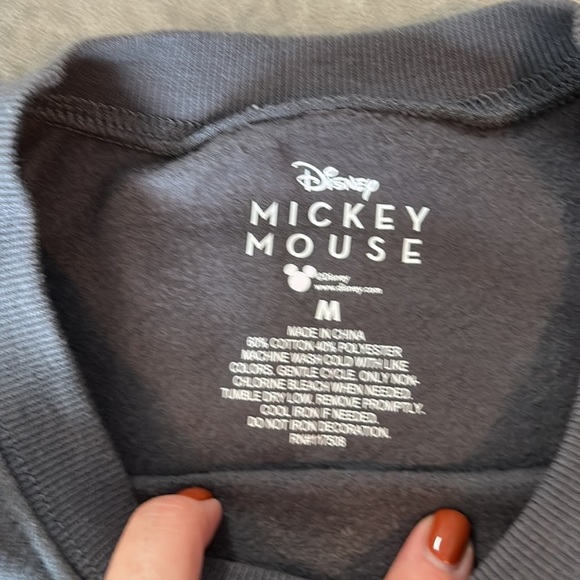 Disney
MICKEY
MOUSE
©Disney
www.disney.com
M
MADE IN CHINA
60% COTTON 40% POLYESTER
MACHINE WASH COLD WITH LIKE
COLORS. GENTLE CYCLE. ONLY NON-
CHLORINE BLEACH WHEN NEEDED.
TUMBLE DRY LOW. REMOVE PROMPTLY.
COOL IRON IF NEEDED.
DO NOT IRON DECORATION.
RN#117508